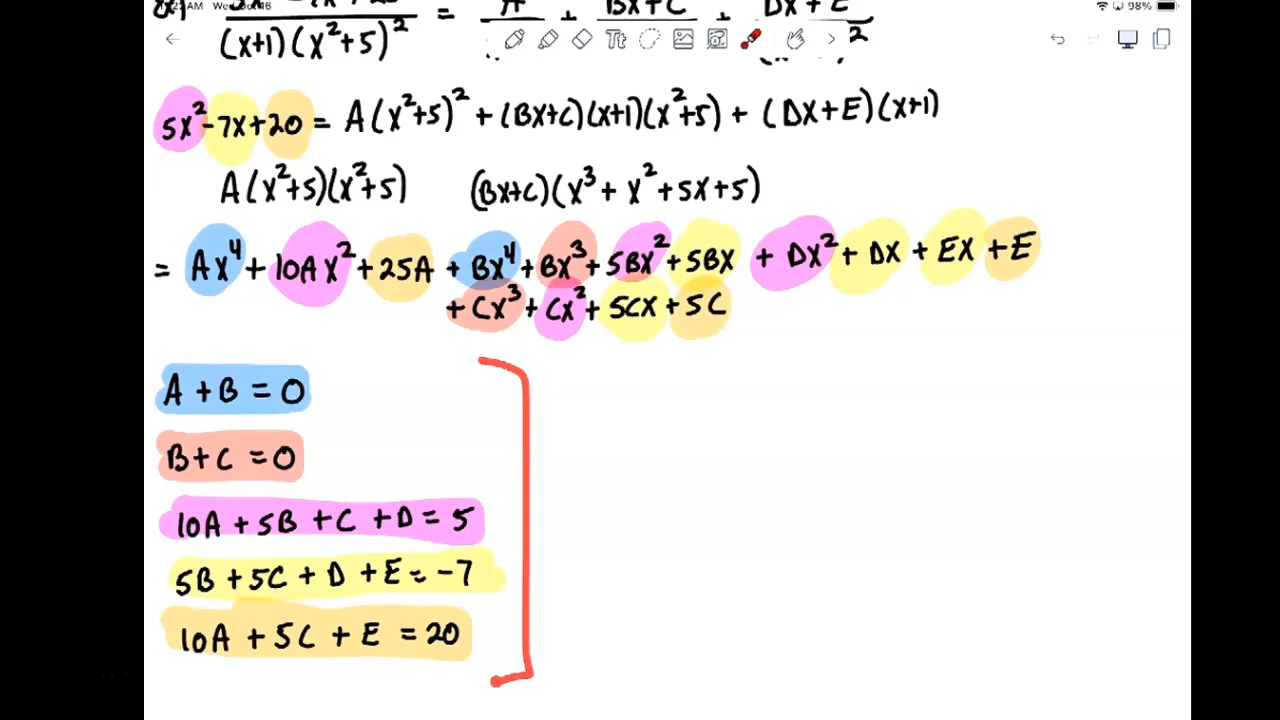 (x+1)(x²+5)²
5x²-7x+20 = A(x²+5)² + (Bx+C)(x+1)(x²+5) + (Dx+E)(x+1)
A(x²+5)(x²+5) (Bx+C)(x³+x²+5x+5)
= Ax⁴+10Ax²+25A +Bx⁴+Bx³+5Bx²+5Bx +Dx²+Dx+Ex+E
+Cx³+Cx²+5Cx+5C
A+B=0
B+C=0
10A+5B+C+D=5
5B+5C+D+E=-7
10A+5C+E=20
98%
Tt